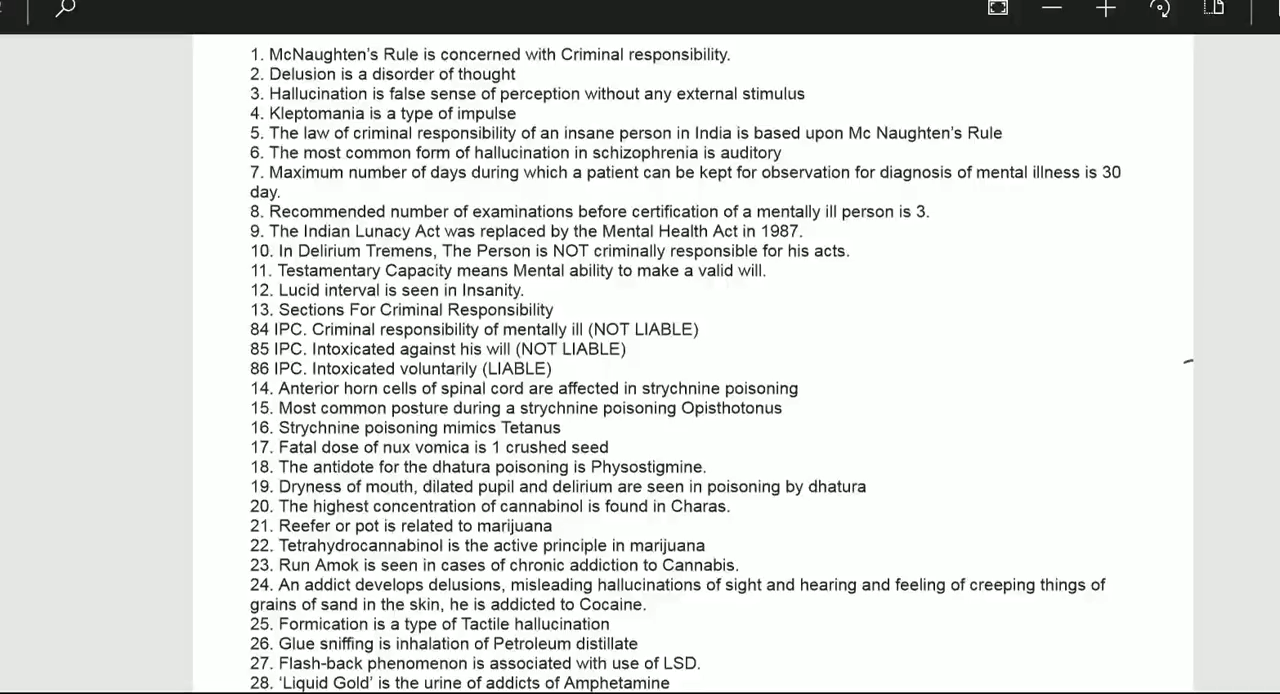 1. McNaughten's Rule is concerned with Criminal responsibility.
2. Delusion is a disorder of thought
3. Hallucination is false sense of perception without any external stimulus
4. Kleptomania is a type of impulse
5. The law of criminal responsibility of an insane person in India is based upon Mc Naughten's Rule
6. The most common form of hallucination in schizophrenia is auditory
7. Maximum number of days during which a patient can be kept for observation for diagnosis of mental illness is 30
day.
8. Recommended number of examinations before certification of a mentally ill person is 3.
9. The Indian Lunacy Act was replaced by the Mental Health Act in 1987.
10. In Delirium Tremens, The Person is NOT criminally responsible for his acts.
11. Testamentary Capacity means Mental ability to make a valid will.
12. Lucid interval is seen in Insanity.
13. Sections For Criminal Responsibility
84 IPC. Criminal responsibility of mentally ill (NOT LIABLE)
85 IPC. Intoxicated against his will (NOT LIABLE)
86 IPC. Intoxicated voluntarily (LIABLE)
14. Anterior horn cells of spinal cord are affected in strychnine poisoning
15. Most common posture during a strychnine poisoning Opisthotonus
16. Strychnine poisoning mimics Tetanus
17. Fatal dose of nux vomica is 1 crushed seed
18. The antidote for the dhatura poisoning is Physostigmine.
19. Dryness of mouth, dilated pupil and delirium are seen in poisoning by dhatura
20. The highest concentration of cannabinol is found in Charas.
21. Reefer or pot is related to marijuana
22. Tetrahydrocannabinol is the active principle in marijuana
23. Run Amok is seen in cases of chronic addiction to Cannabis.
24. An addict develops delusions, misleading hallucinations of sight and hearing and feeling of creeping things of
grains of sand in the skin, he is addicted to Cocaine.
25. Formication is a type of Tactile hallucination
26. Glue sniffing is inhalation of Petroleum distillate
27. Flash-back phenomenon is associated with use of LSD.
28. 'Liquid Gold' is the urine of addicts of Amphetamine